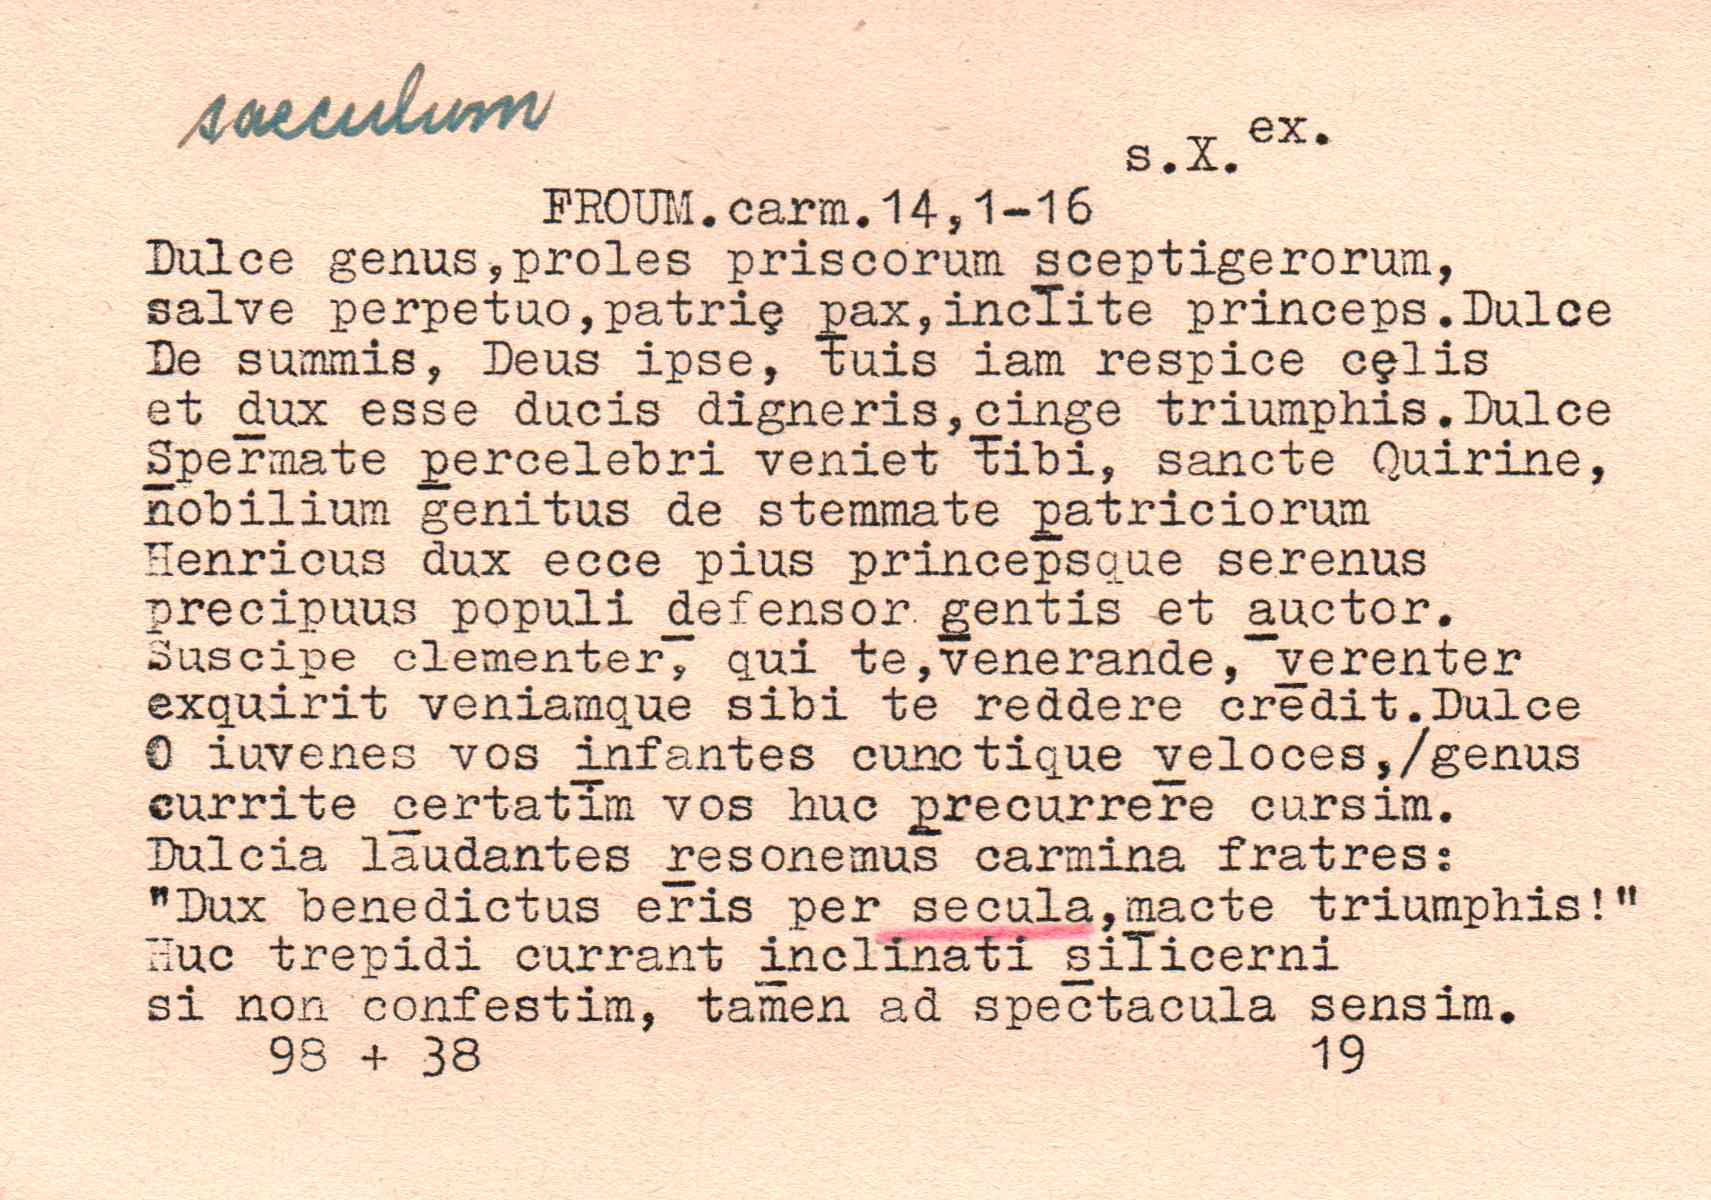 saeculum
s.X.ex.
FROUM.carm.14,1-16
Dulce genus,proles priscorum sceptigerorum,
salve perpetuo,patrię pax,inclite princeps.Dulce
De summis, Deus ipse, tuis iam respice cęlis
et dux esse ducis digneris,cinge triumphis.Dulce
Spermate percelebri veniet tibi, sancte Quirine,
nobilium genitus de stemmate patriciorum
Henricus dux ecce pius princepsque serenus
precipuus populi defensor gentis et auctor.
Suscipe clementer, qui te,venerande, verenter
exquirit veniamque sibi te reddere credit.Dulce
O iuvenes vos infantes cunctique veloces,/genus
currite certatim vos huc precurrere cursim.
Dulcia laudantes resonemus carmina fratres:
"Dux benedictus eris per secula,macte triumphis!"
Huc trepidi currant inclinati silicerni
si non confestim, tamen ad spectacula sensim.
98 + 38 19